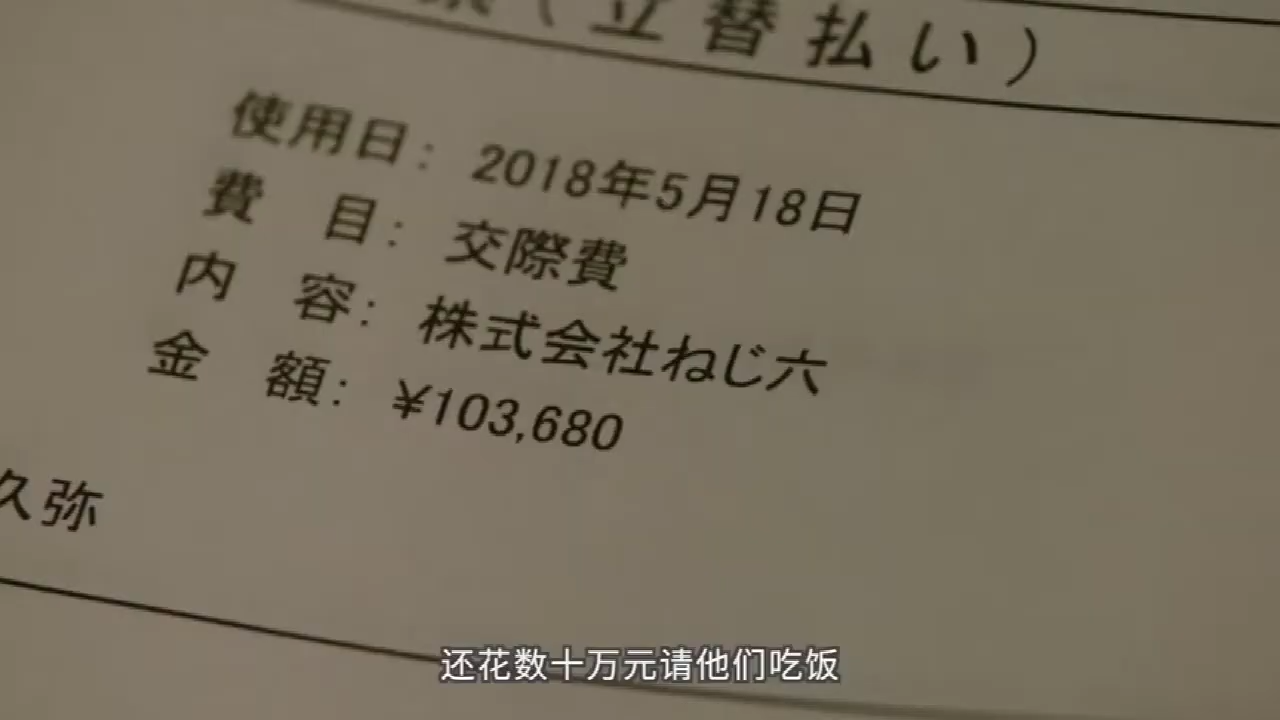 （立替払い）
使用日： 2018年5月18日
費　目： 交際費
内　容： 株式会社ねじ六
金　額： ¥103,680
久弥
还花数十万元请他们吃饭